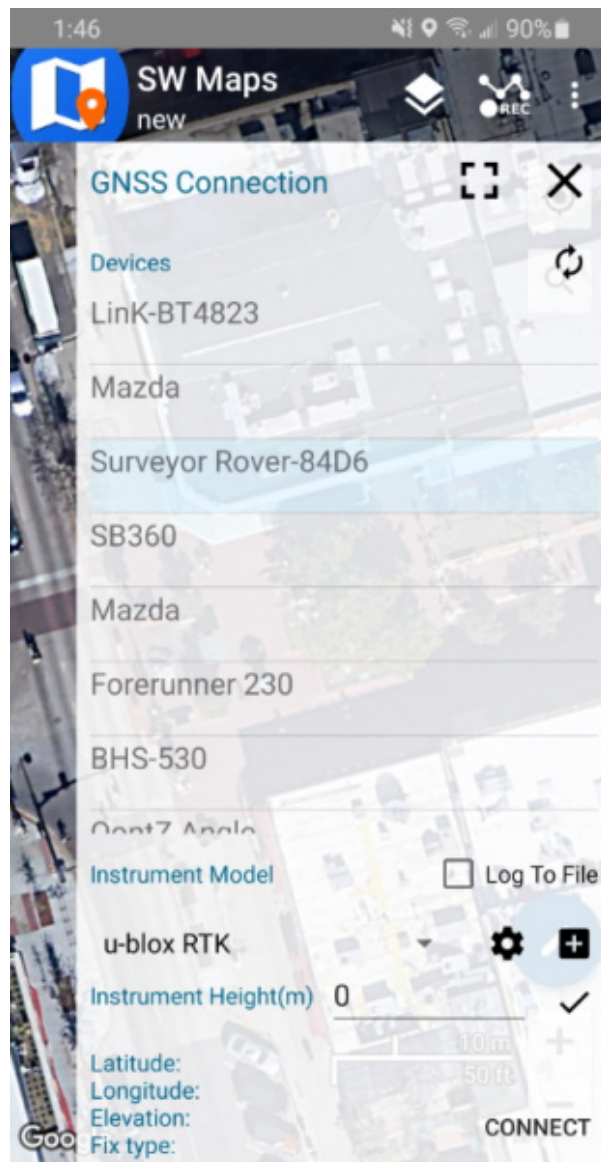 1:46 90%
SW Maps
new
REC
GNSS Connection
Devices
LinK-BT4823
Mazda
Surveyor Rover-84D6
SB360
Mazda
Forerunner 230
BHS-530
Instrument Model Log To File
u-blox RTK
Instrument Height(m) 0
10 m
50 ft
Latitude:
Longitude:
Elevation:
Fix type:
CONNECT
Goo